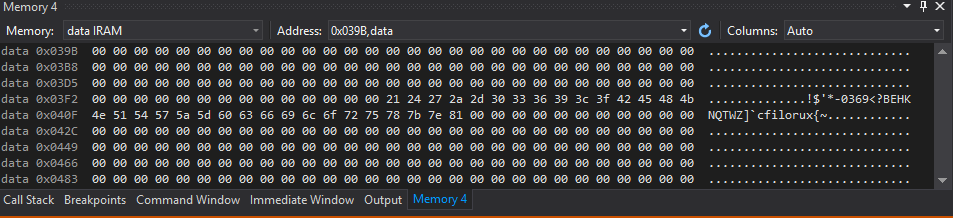 Memory 4
Memory: data IRAM Address: 0x039B,data Columns: Auto
data 0x039B 00 00 00 00 00 00 00 00 00 00 00 00 00 00 00 00 00 00 00 00 00 00 00 00 00 00 00 00 00 .............................
data 0x03B8 00 00 00 00 00 00 00 00 00 00 00 00 00 00 00 00 00 00 00 00 00 00 00 00 00 00 00 00 00 .............................
data 0x03D5 00 00 00 00 00 00 00 00 00 00 00 00 00 00 00 00 00 00 00 00 00 00 00 00 00 00 00 00 00 .............................
data 0x03F2 00 00 00 00 00 00 00 00 00 00 00 00 00 00 21 24 27 2a 2d 30 33 36 39 3c 3f 42 45 48 4b ..............!$'*-0369<?BEHK
data 0x040F 4e 51 54 57 5a 5d 60 63 66 69 6c 6f 72 75 78 7b 7e 81 00 00 00 00 00 00 00 00 00 00 00 NQTWZ]`cfilorux{~............
data 0x042C 00 00 00 00 00 00 00 00 00 00 00 00 00 00 00 00 00 00 00 00 00 00 00 00 00 00 00 00 00 .............................
data 0x0449 00 00 00 00 00 00 00 00 00 00 00 00 00 00 00 00 00 00 00 00 00 00 00 00 00 00 00 00 00 .............................
data 0x0466 00 00 00 00 00 00 00 00 00 00 00 00 00 00 00 00 00 00 00 00 00 00 00 00 00 00 00 00 00 .............................
data 0x0483 00 00 00 00 00 00 00 00 00 00 00 00 00 00 00 00 00 00 00 00 00 00 00 00 00 00 00 00 00 .............................
Call Stack Breakpoints Command Window Immediate Window Output Memory 4